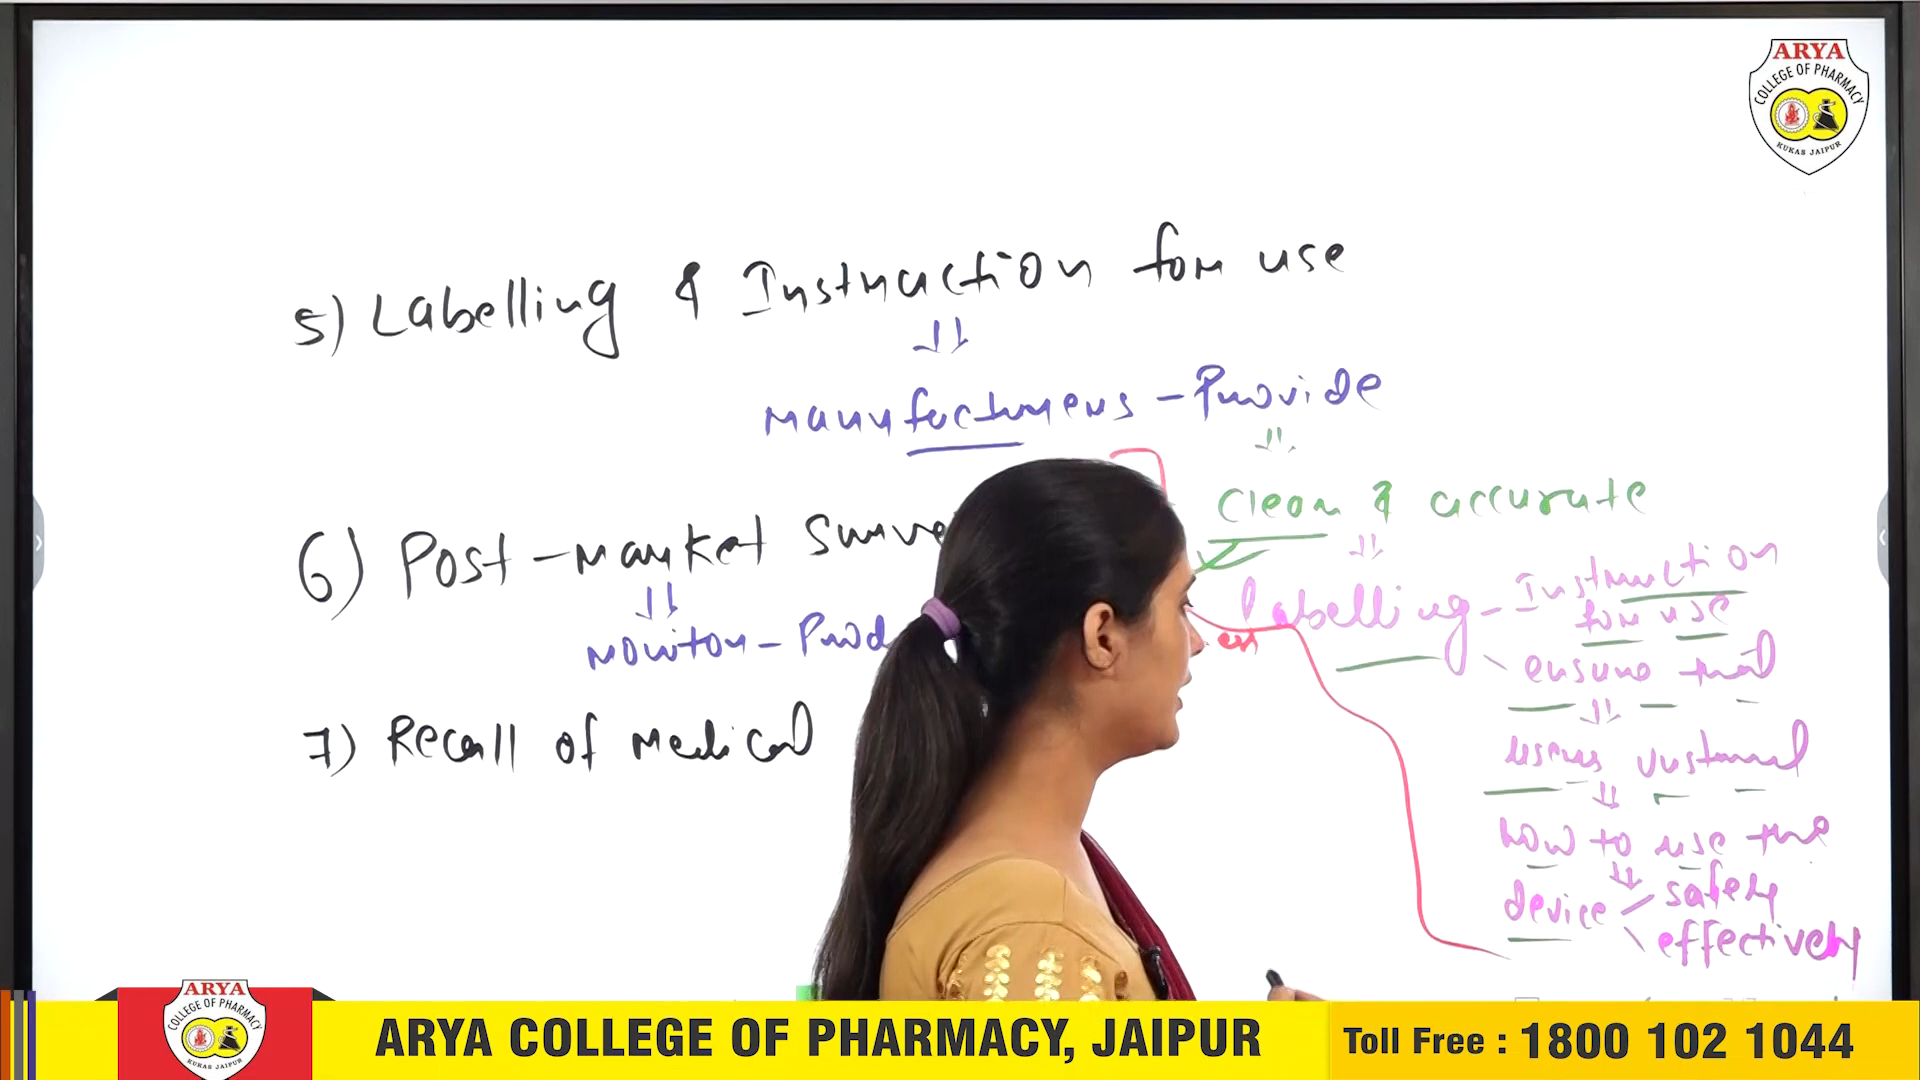 ARYA
COLLEGE OF PHARMACY
KUKAS JAIPUR
5) Labelling & Instruction for use
Manufacturers - Provide
clear & accurate
labelling - Instruction
for use
ensure that
6) Post-market
Monitor -
users
7) Recall of Medical
how to use the
device safely
effectively
ARYA
COLLEGE OF PHARMACY
KUKAS JAIPUR
ARYA COLLEGE OF PHARMACY, JAIPUR
Toll Free : 1800 102 1044